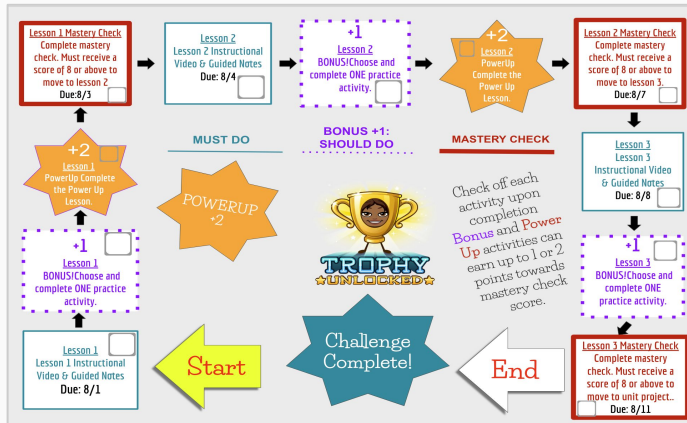 Lesson 1 Mastery Check
Complete mastery
check. Must receive a
score of 8 or above to
move to lesson 2
Due:8/3
Lesson 2
Lesson 2 Instructional
Video & Guided Notes
Due: 8/4
+1
Lesson 2
BONUS!Choose and
complete ONE practice
activity.
+2
Lesson 2
PowerUp
Complete the
Power Up
Lesson.
Lesson 2 Mastery Check
Complete mastery
check. Must receive a
score of 8 or above to
move to lesson 3.
Due:8/7
+2
Lesson 1
PowerUp Complete
the Power Up
Lesson.
MUST DO
BONUS +1:
SHOULD DO
MASTERY CHECK
POWERUP
+2
TROPHY
UNLOCKED
Check off each
activity upon
completion
Bonus and Power
Up activities can
earn up to 1 or 2
points towards
mastery check
score.
Lesson 3
Lesson 3
Instructional Video
& Guided Notes
Due: 8/8
+1
Lesson 1
BONUS!Choose and
complete ONE practice
activity.
+1
Lesson 3
BONUS!Choose and
complete ONE
practice activity.
Lesson 1
Lesson 1 Instructional
Video & Guided Notes
Due: 8/1
Start
Challenge
Complete!
End
Lesson 3 Mastery Check
Complete mastery
check. Must receive a
score of 8 or above to
move to unit project..
Due: 8/11